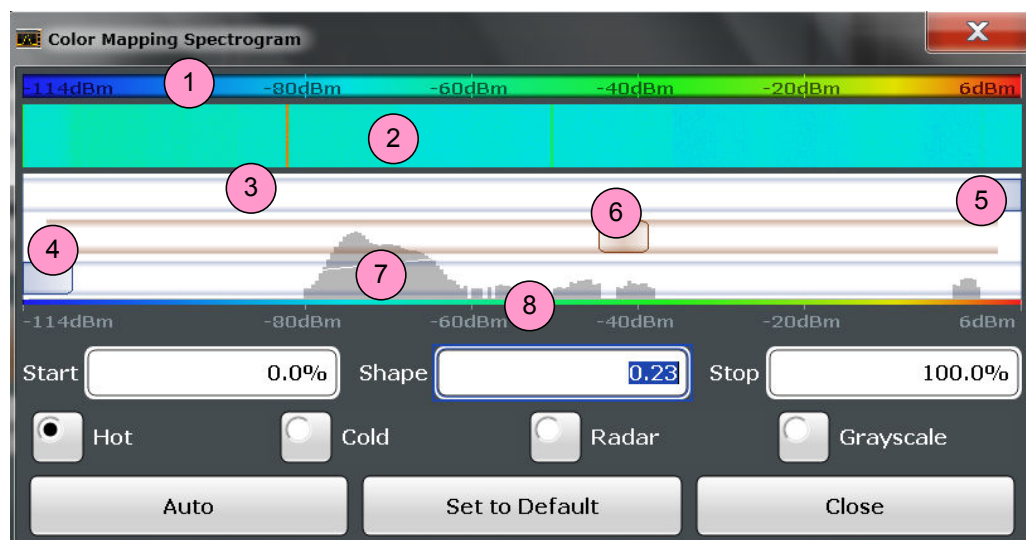 Color Mapping Spectrogram
X
-114dBm 1 -80dBm -60dBm -40dBm -20dBm 6dBm
2
3
5
6
4
7
8
-114dBm -80dBm -60dBm -40dBm -20dBm 6dBm
Start 0.0% Shape 0.23 Stop 100.0%
Hot Cold Radar Grayscale
Auto Set to Default Close